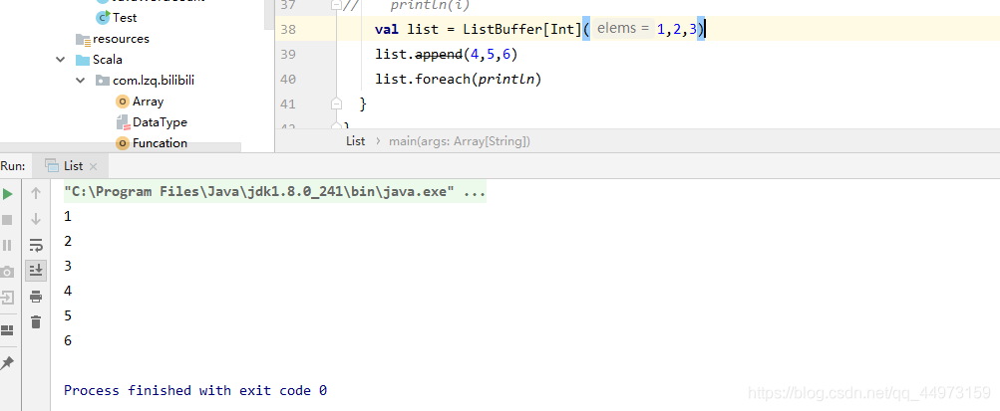 Test
resources
Scala
com.lzq.bilibili
Array
DataType
Funcation
37 // println(i)
38 val list = ListBuffer[Int]( elems = 1,2,3)
39 list.append(4,5,6)
40 list.foreach(println)
41 }
List › main(args: Array[String])
Run: List ×
"C:\Program Files\Java\jdk1.8.0_241\bin\java.exe" ...
1
2
3
4
5
6
Process finished with exit code 0
https://blog.csdn.net/qq_44973159